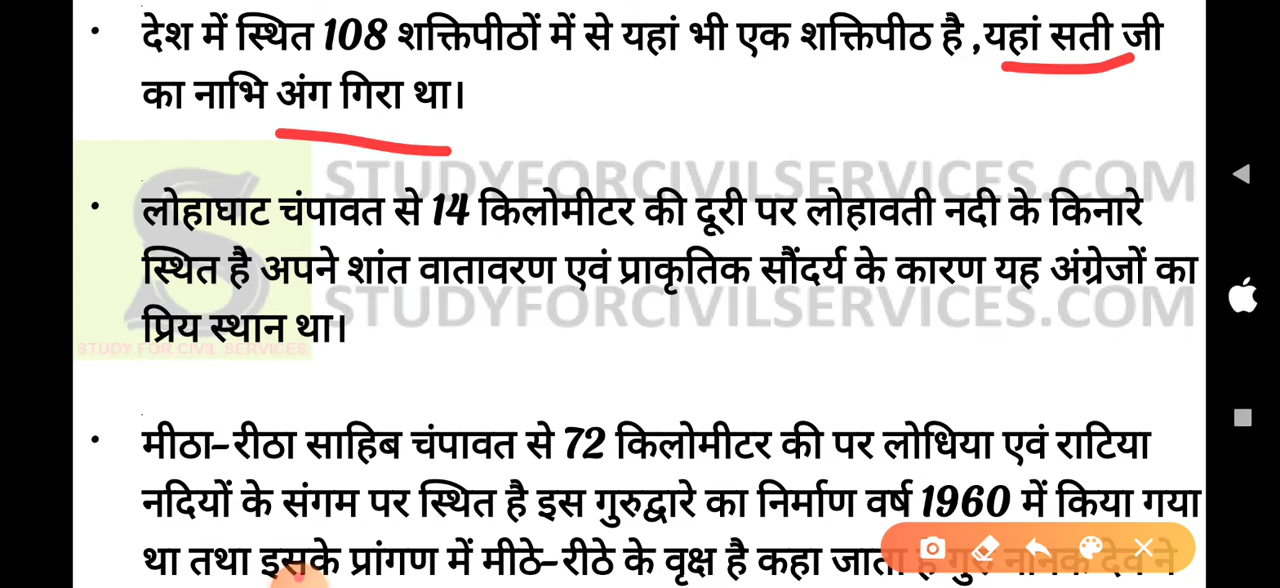 देश में स्थित 108 शक्तिपीठों में से यहां भी एक शक्तिपीठ है ,यहां सती जी
का नाभि अंग गिरा था।
STUDYFORCIVILSERVICES.COM
लोहाघाट चंपावत से 14 किलोमीटर की दूरी पर लोहावती नदी के किनारे
स्थित है अपने शांत वातावरण एवं प्राकृतिक सौंदर्य के कारण यह अंग्रेजों का
STUDYFORCIVILSERVICES.COM
प्रिय स्थान था।
STUDY FOR CIVIL SERVICES
मीठा-रीठा साहिब चंपावत से 72 किलोमीटर की पर लोधिया एवं राटिया
नदियों के संगम पर स्थित है इस गुरुद्वारे का निर्माण वर्ष 1960 में किया गया
था तथा इसके प्रांगण में मीठे-रीठे के वृक्ष है कहा जाता है गुरु नानक देव ने